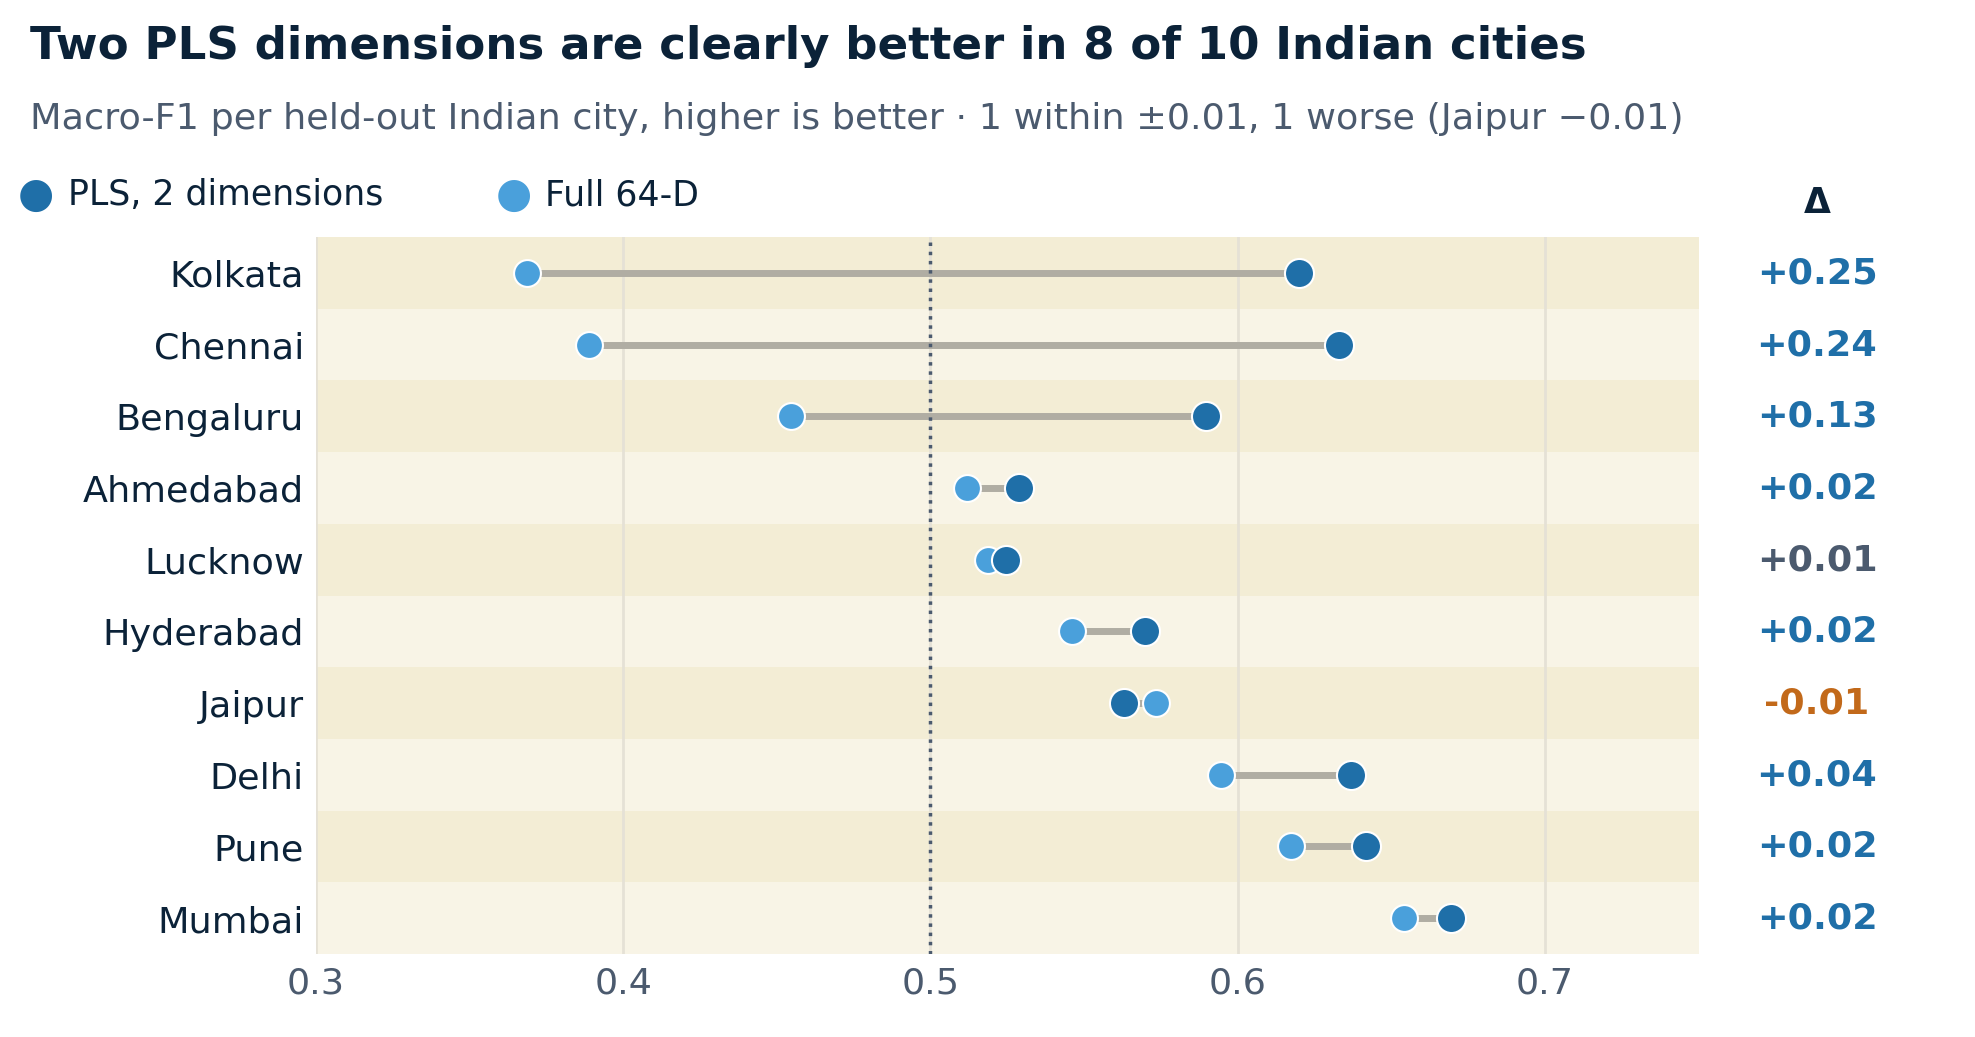 Two PLS dimensions are clearly better in 8 of 10 Indian cities
Macro-F1 per held-out Indian city, higher is better · 1 within ±0.01, 1 worse (Jaipur −0.01)
PLS, 2 dimensions Full 64-D Δ
Kolkata +0.25
Chennai +0.24
Bengaluru +0.13
Ahmedabad +0.02
Lucknow +0.01
Hyderabad +0.02
Jaipur -0.01
Delhi +0.04
Pune +0.02
Mumbai +0.02
0.3 0.4 0.5 0.6 0.7